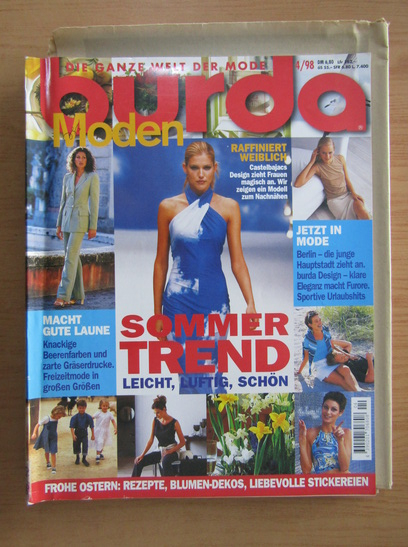 DIE GANZE WELT DER MODE
4/98
DM 6,80
burda
Moden
RAFFINIERT
WEIBLICH
Castelbajacs
Design zieht Frauen
magisch an. Wir
zeigen ein Modell
zum Nachnähen
JETZT IN
MODE
Berlin – die junge
Hauptstadt zieht an.
burda Design – klare
Eleganz macht Furore.
Sportive Urlaubshits
MACHT
GUTE LAUNE
Knackige
Beerenfarben und
zarte Gräserdrucke.
Freizeitmode in
großen Größen
SOMMER
TREND
LEICHT, LUFTIG, SCHÖN
FROHE OSTERN: REZEPTE, BLUMEN-DEKOS, LIEBEVOLLE STICKEREIEN